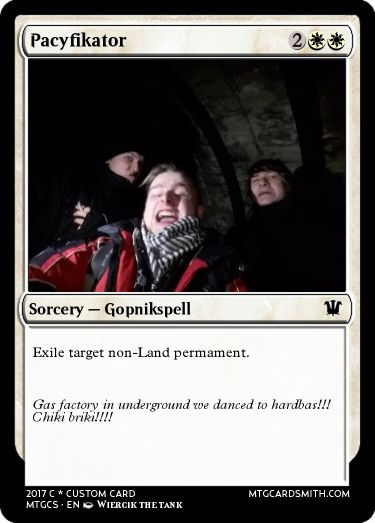 Pacyfikator 2
Sorcery — Gopnikspell
Exile target non-Land permament.
Gas factory in underground we danced to hardbas!!!
Chiki briki!!!!
2017 C * CUSTOM CARD
MTGCS · EN WIERCIK THE TANK
MTGCARDSMITH.COM